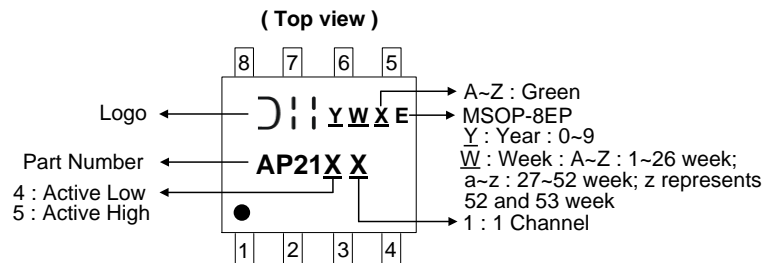 ( Top view )
8 7 6 5
Logo
Y W X E
A~Z : Green
MSOP-8EP
Y : Year : 0~9
W : Week : A~Z : 1~26 week;
a~z : 27~52 week; z represents
52 and 53 week
Part Number
AP21X X
4 : Active Low
5 : Active High
1 : 1 Channel
1 2 3 4